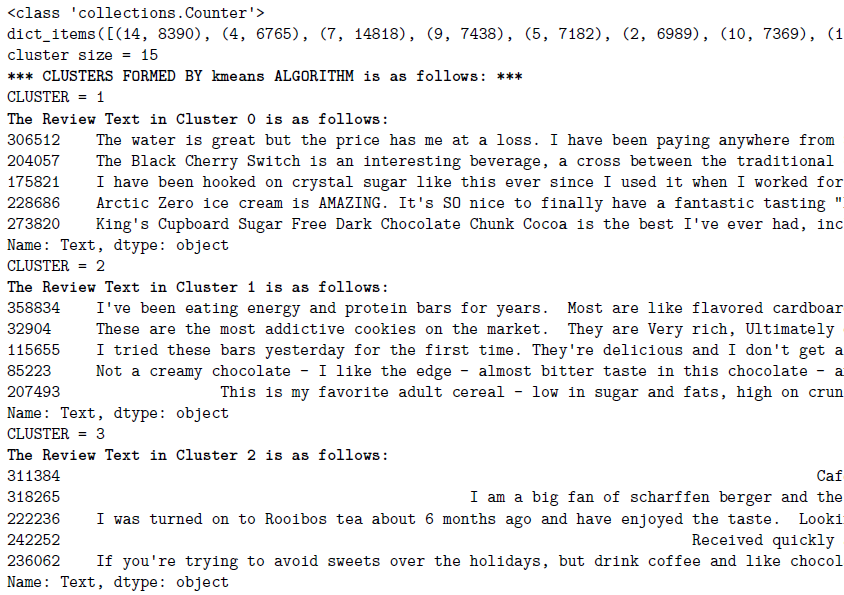 <class 'collections.Counter'>
dict_items([(14, 8390), (4, 6765), (7, 14818), (9, 7438), (5, 7182), (2, 6989), (10, 7369), (1
cluster size = 15
*** CLUSTERS FORMED BY kmeans ALGORITHM is as follows: ***
CLUSTER = 1
The Review Text in Cluster 0 is as follows:
306512 The water is great but the price has me at a loss. I have been paying anywhere from
204057 The Black Cherry Switch is an interesting beverage, a cross between the traditional
175821 I have been hooked on crystal sugar like this ever since I used it when I worked for
228686 Arctic Zero ice cream is AMAZING. It's SO nice to finally have a fantastic tasting "
273820 King's Cupboard Sugar Free Dark Chocolate Chunk Cocoa is the best I've ever had, inc
Name: Text, dtype: object
CLUSTER = 2
The Review Text in Cluster 1 is as follows:
358834 I've been eating energy and protein bars for years. Most are like flavored cardboar
32904 These are the most addictive cookies on the market. They are Very rich, Ultimately
115655 I tried these bars yesterday for the first time. They're delicious and I don't get a
85223 Not a creamy chocolate - I like the edge - almost bitter taste in this chocolate - a
207493 This is my favorite adult cereal - low in sugar and fats, high on crun
Name: Text, dtype: object
CLUSTER = 3
The Review Text in Cluster 2 is as follows:
311384 Caf
318265 I am a big fan of scharffen berger and the
222236 I was turned on to Rooibos tea about 6 months ago and have enjoyed the taste. Looki
242252 Received quickly
236062 If you're trying to avoid sweets over the holidays, but drink coffee and like chocol
Name: Text, dtype: object